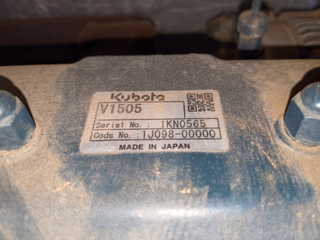 Kubota
V1505
Serial No.: 1KN0565
Code No.: 1J098-00000
MADE IN JAPAN